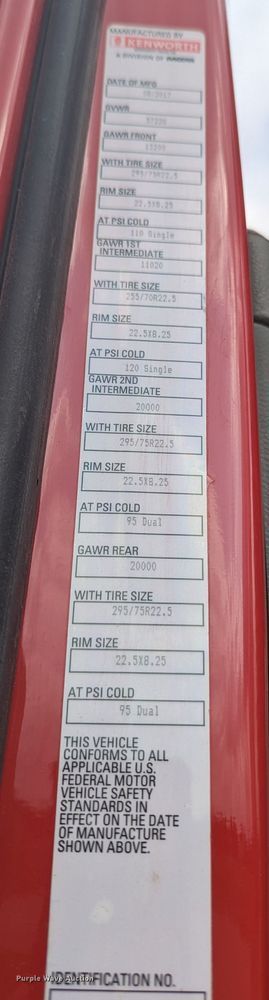 MANUFACTURED BY
KENWORTH
A DIVISION OF PACCAR
DATE OF MFG
08/2017
GVWR
57220
GAWR FRONT
13200
WITH TIRE SIZE
295/75R22.5
RIM SIZE
22.5X8.25
AT PSI COLD
110 Single
GAWR 1ST
INTERMEDIATE
11020
WITH TIRE SIZE
255/70R22.5
RIM SIZE
22.5X8.25
AT PSI COLD
120 Single
GAWR 2ND
INTERMEDIATE
20000
WITH TIRE SIZE
295/75R22.5
RIM SIZE
22.5X8.25
AT PSI COLD
95 Dual
GAWR REAR
20000
WITH TIRE SIZE
295/75R22.5
RIM SIZE
22.5X8.25
AT PSI COLD
95 Dual
THIS VEHICLE
CONFORMS TO ALL
APPLICABLE U.S.
FEDERAL MOTOR
VEHICLE SAFETY
STANDARDS IN
EFFECT ON THE DATE
OF MANUFACTURE
SHOWN ABOVE.
IDENTIFICATION NO.
Purple Wave Auction